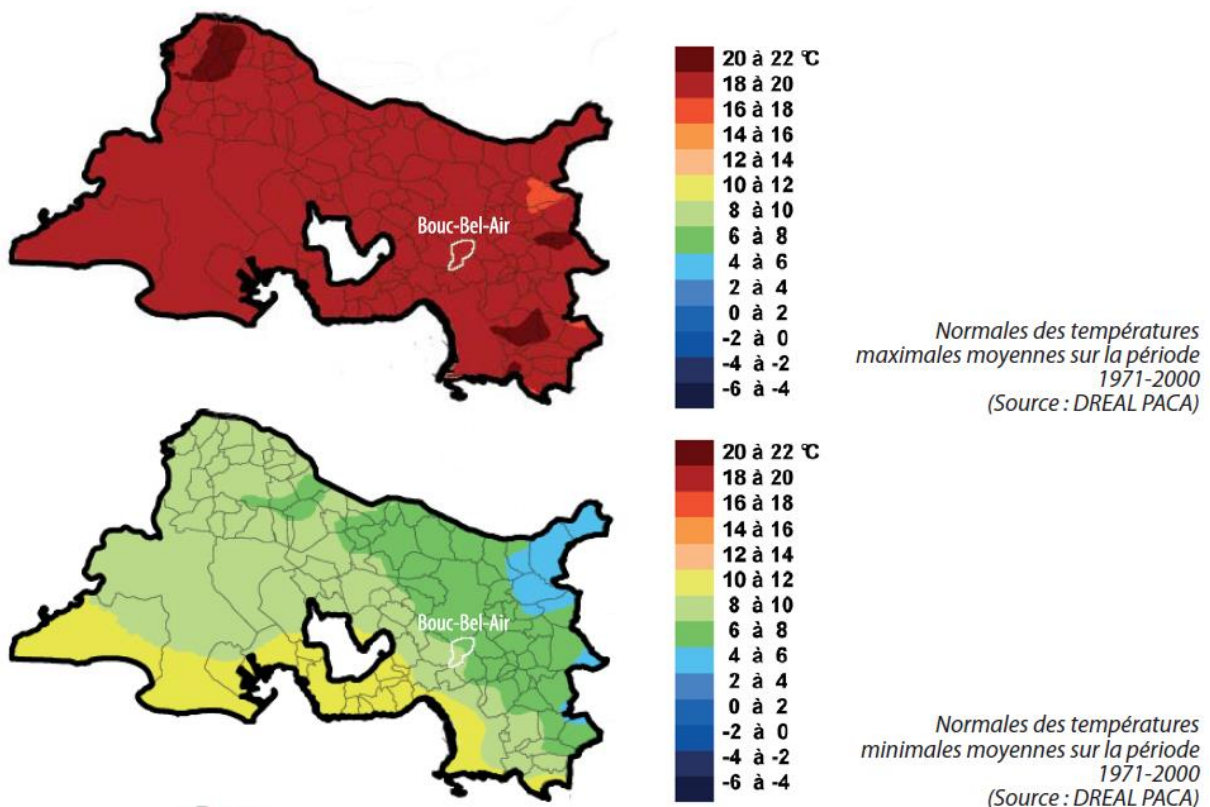 Bouc-Bel-Air
20 à 22 °C
18 à 20
16 à 18
14 à 16
12 à 14
10 à 12
8 à 10
6 à 8
4 à 6
2 à 4
0 à 2
-2 à 0
-4 à -2
-6 à -4
Normales des températures
maximales moyennes sur la période
1971-2000
(Source : DREAL PACA)
Bouc-Bel-Air
20 à 22 °C
18 à 20
16 à 18
14 à 16
12 à 14
10 à 12
8 à 10
6 à 8
4 à 6
2 à 4
0 à 2
-2 à 0
-4 à -2
-6 à -4
Normales des températures
minimales moyennes sur la période
1971-2000
(Source : DREAL PACA)